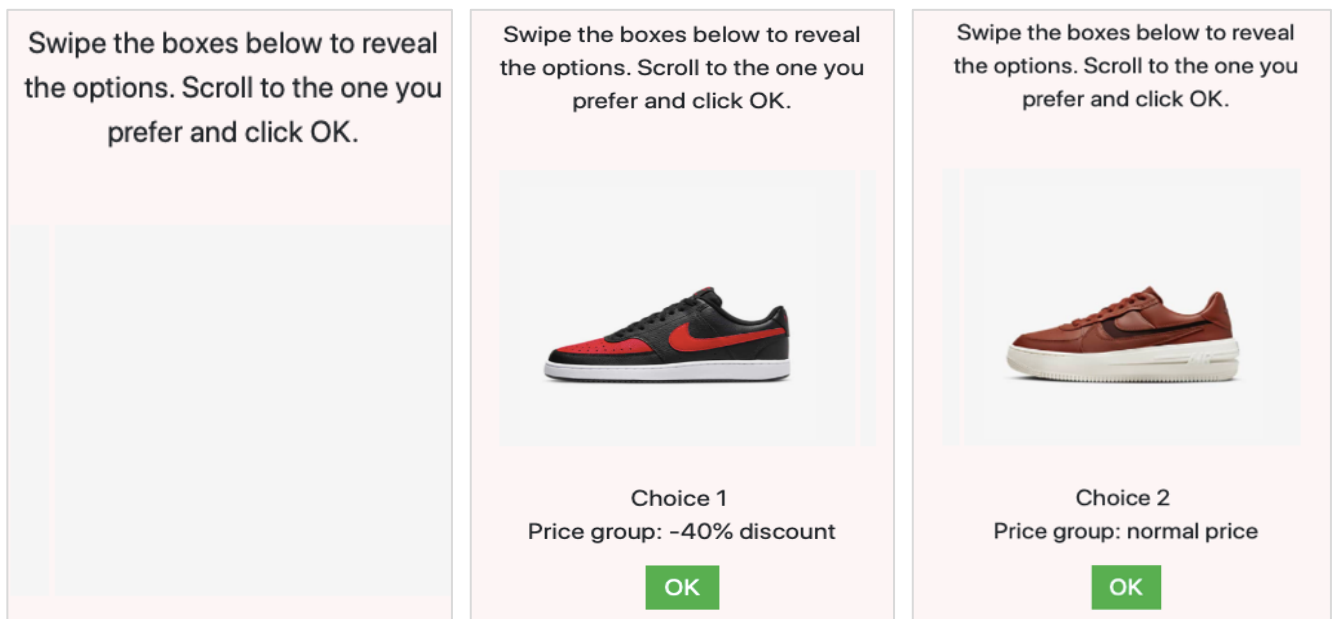 Swipe the boxes below to reveal
the options. Scroll to the one you
prefer and click OK.
Swipe the boxes below to reveal
the options. Scroll to the one you
prefer and click OK.
Choice 1
Price group: -40% discount
OK
Swipe the boxes below to reveal
the options. Scroll to the one you
prefer and click OK.
Choice 2
Price group: normal price
OK